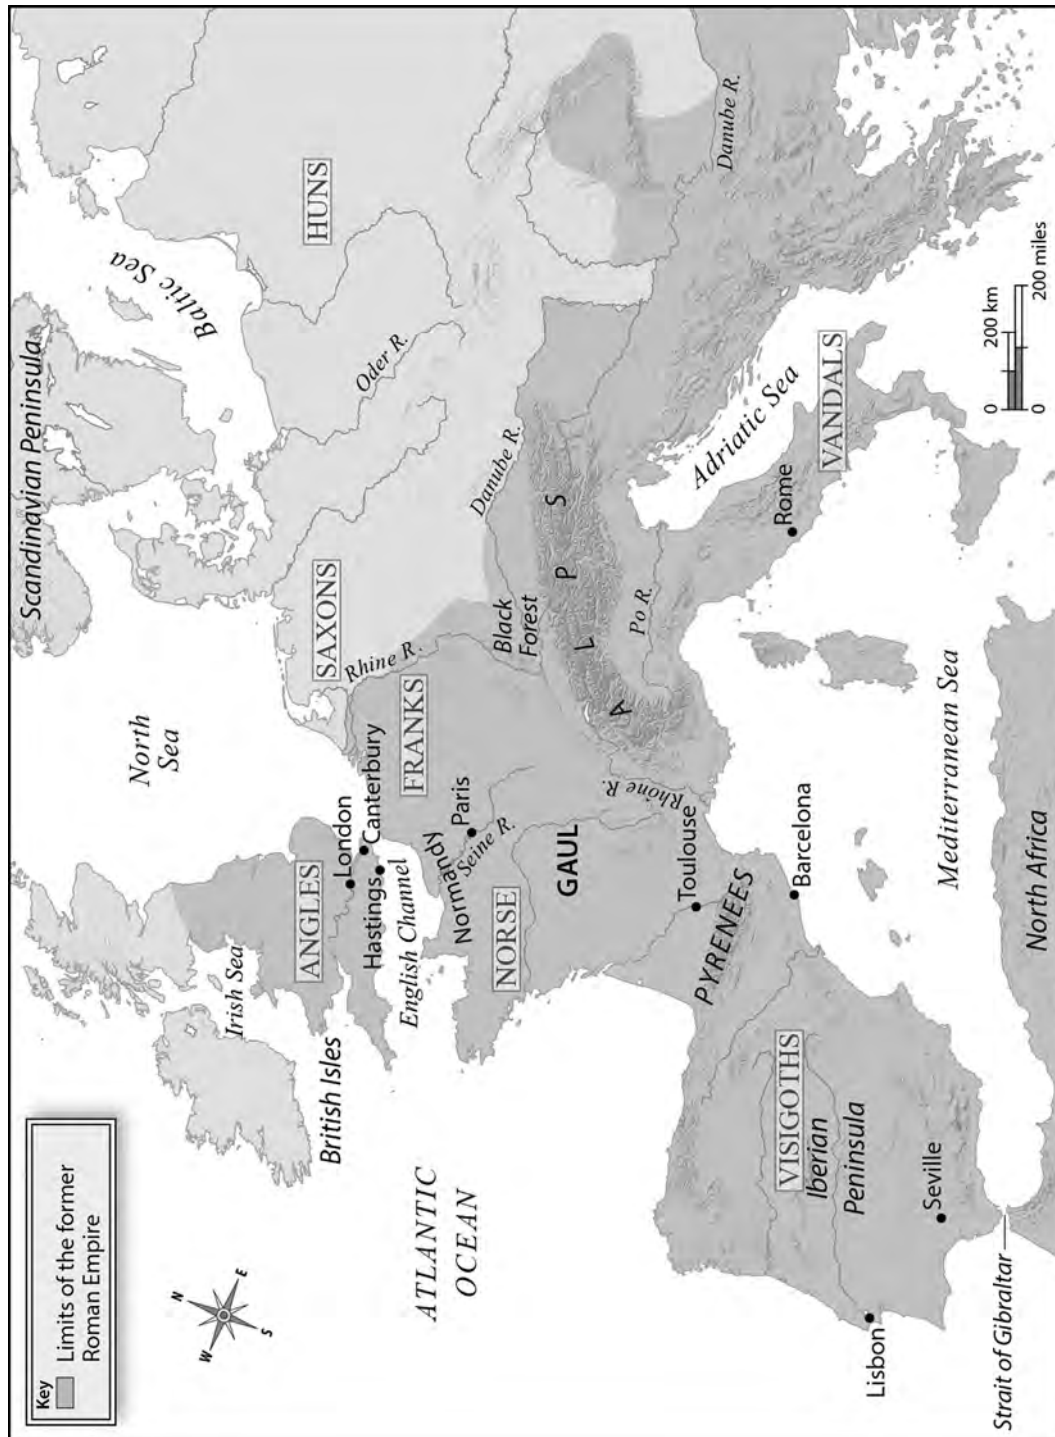 Key
Limits of the former
Roman Empire
N
E
S
W
Scandinavian Peninsula
Baltic Sea
HUNS
Oder R.
North
Sea
SAXONS
Rhine R.
Irish Sea
British Isles
ANGLES
London
Canterbury
Hastings
English Channel
FRANKS
Normandy
Paris
Seine R.
NORSE
GAUL
Black
Forest
Danube R.
Danube R.
ALPS
Po R.
Rhône R.
ATLANTIC
OCEAN
Toulouse
PYRENEES
Barcelona
VISIGOTHS
Iberian
Peninsula
Lisbon
Seville
Strait of Gibraltar
Adriatic Sea
Rome
VANDALS
Mediterranean Sea
North Africa
0
200 km
0
200 miles